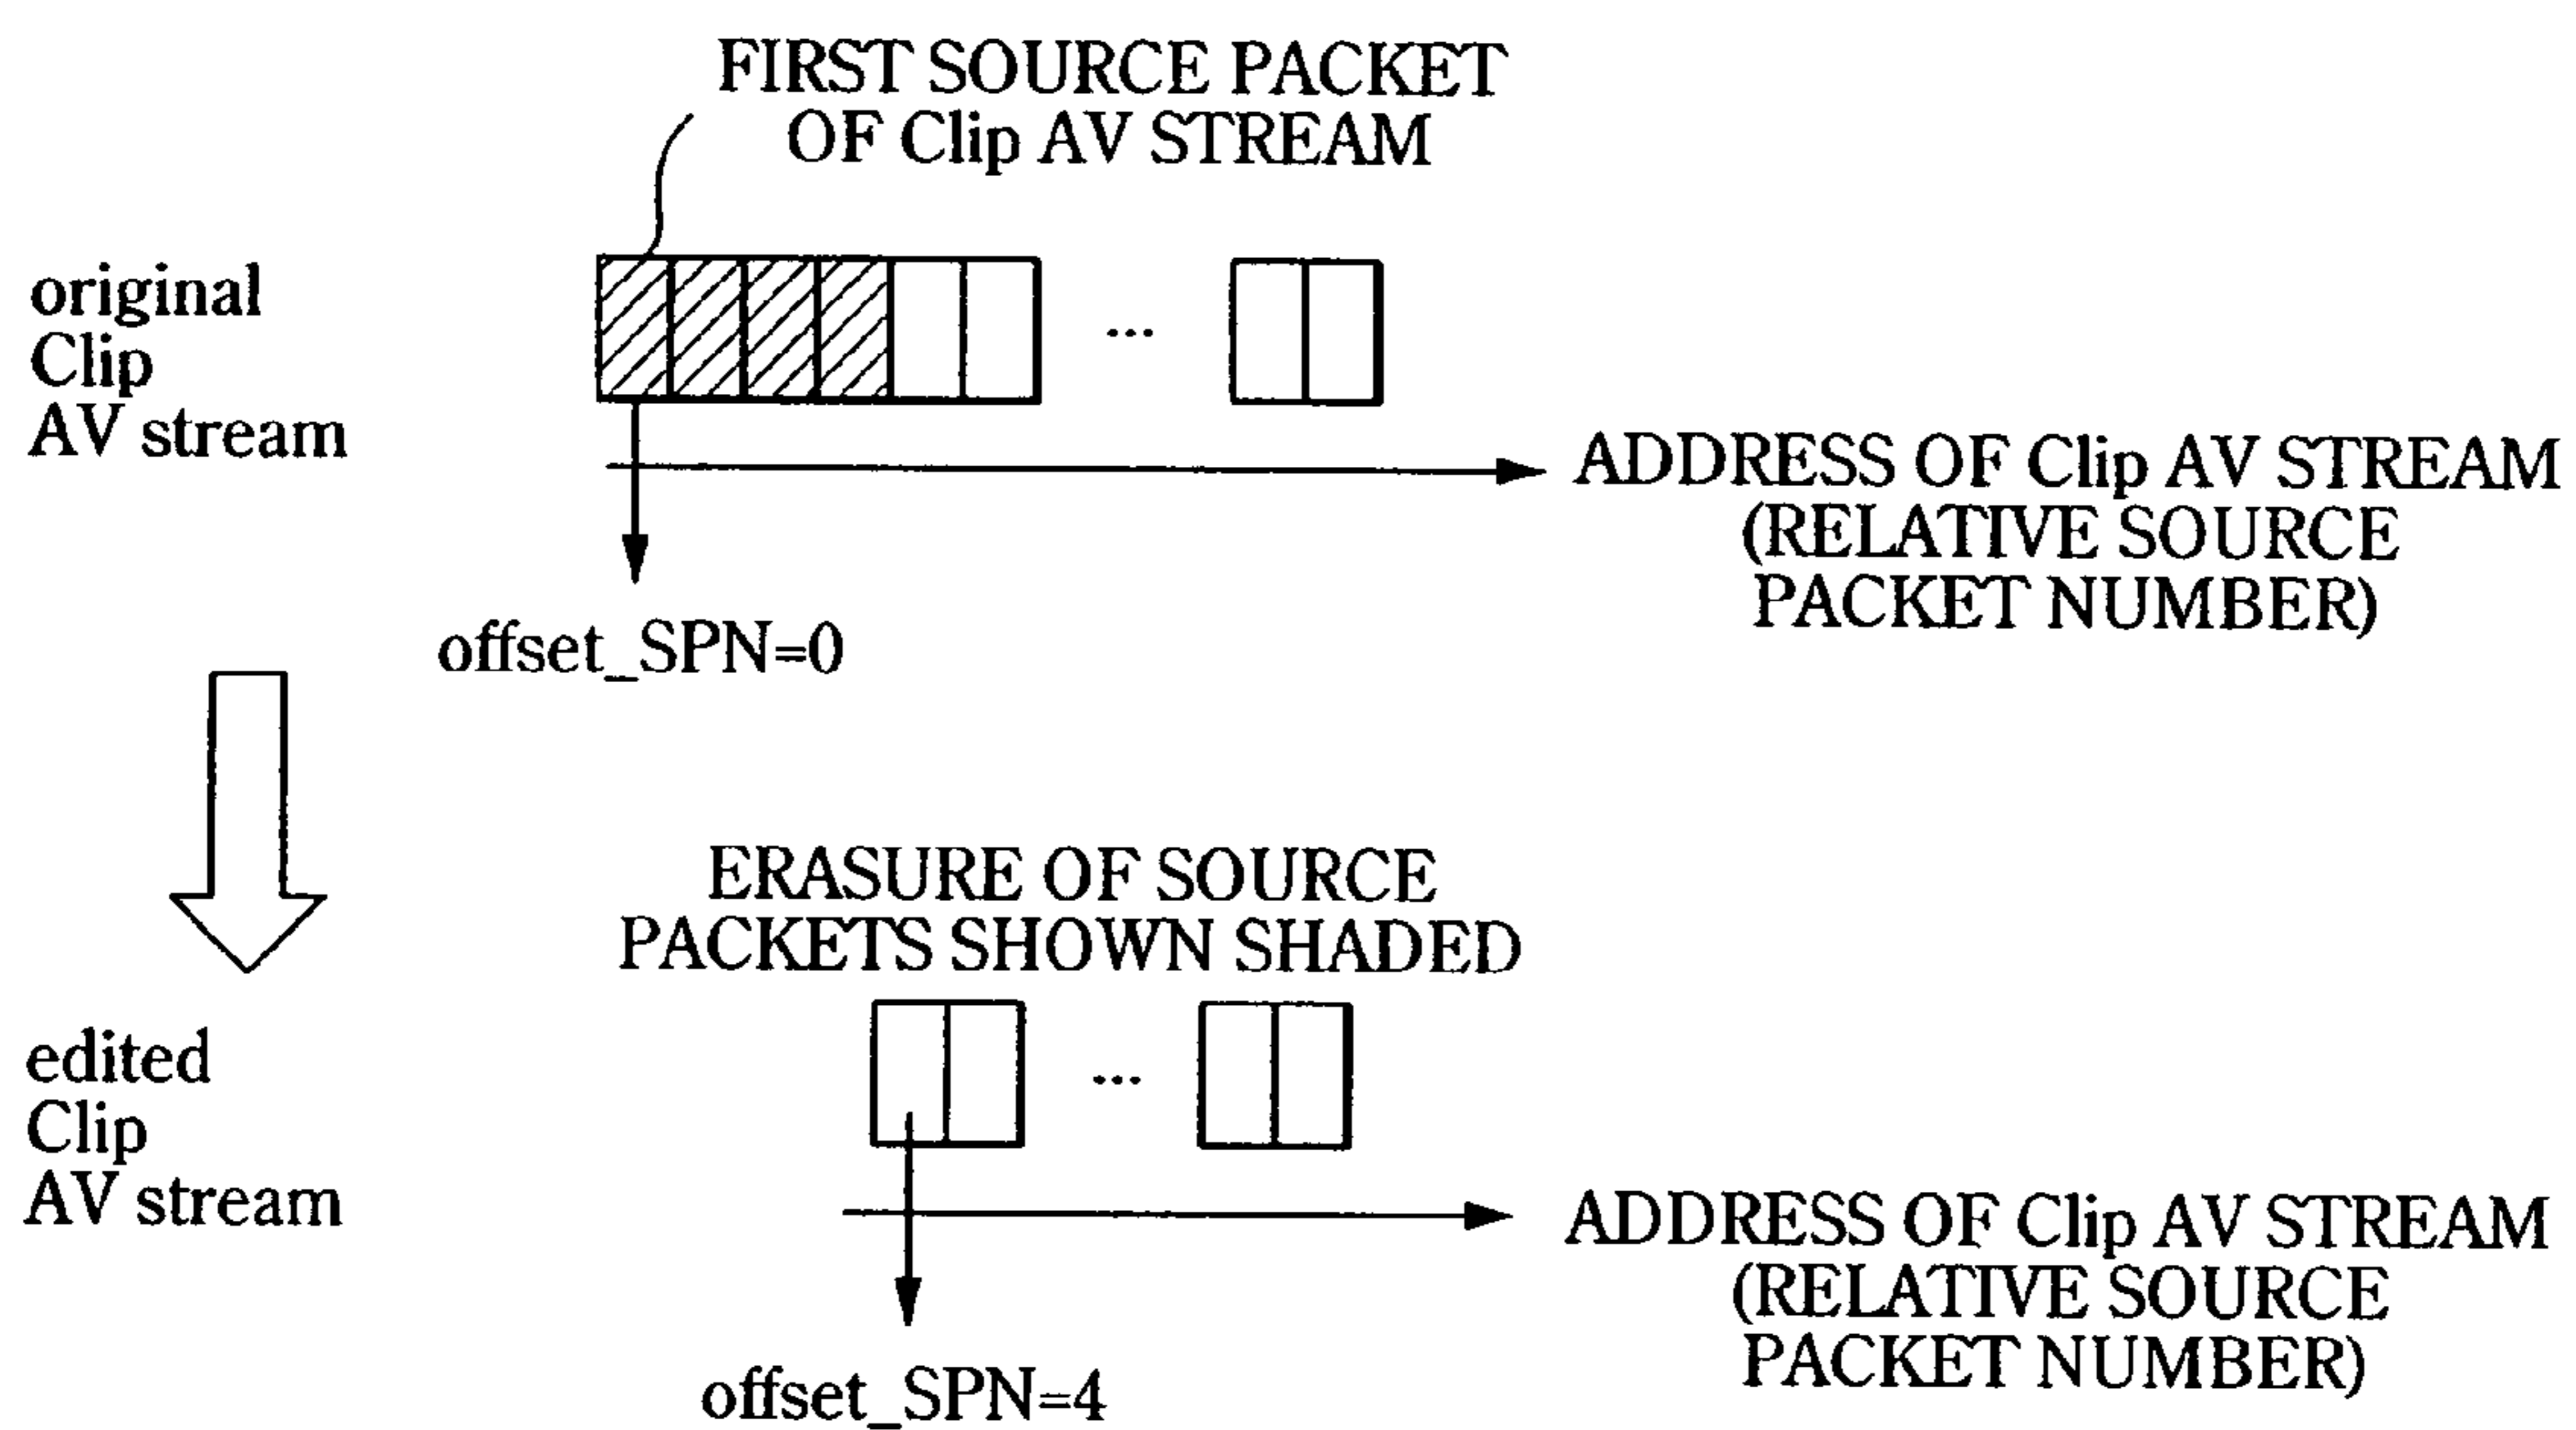 FIRST SOURCE PACKET
OF Clip AV STREAM
original
Clip
AV stream
...
ADDRESS OF Clip AV STREAM
(RELATIVE SOURCE
PACKET NUMBER)
offset_SPN=0
ERASURE OF SOURCE
PACKETS SHOWN SHADED
edited
Clip
AV stream
...
ADDRESS OF Clip AV STREAM
(RELATIVE SOURCE
PACKET NUMBER)
offset_SPN=4